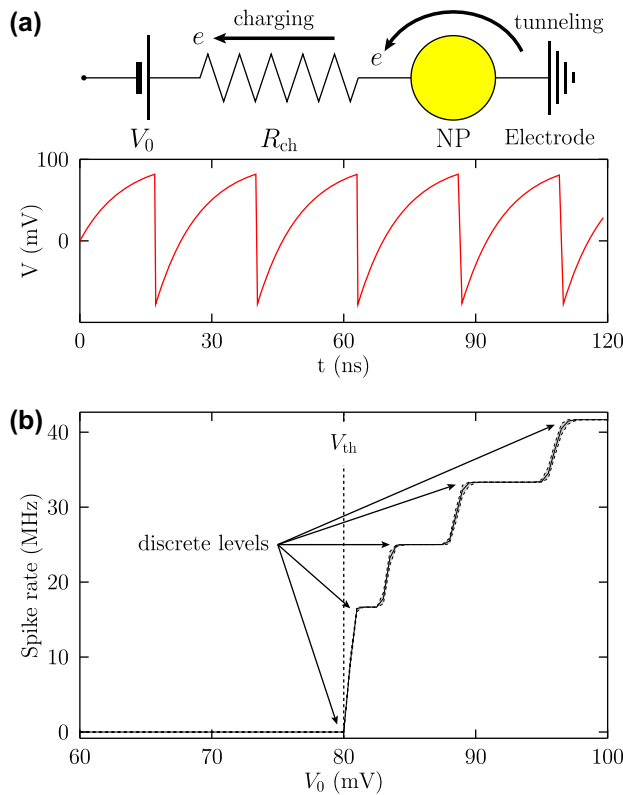 (a)
charging
tunneling
e
e
V0
Rch
NP
Electrode
100
0
V (mV)
0 30 60 90 120
t (ns)
(b)
40
30
20
10
0
Spike rate (MHz)
Vth
discrete levels
60 70 80 90 100
V0 (mV)